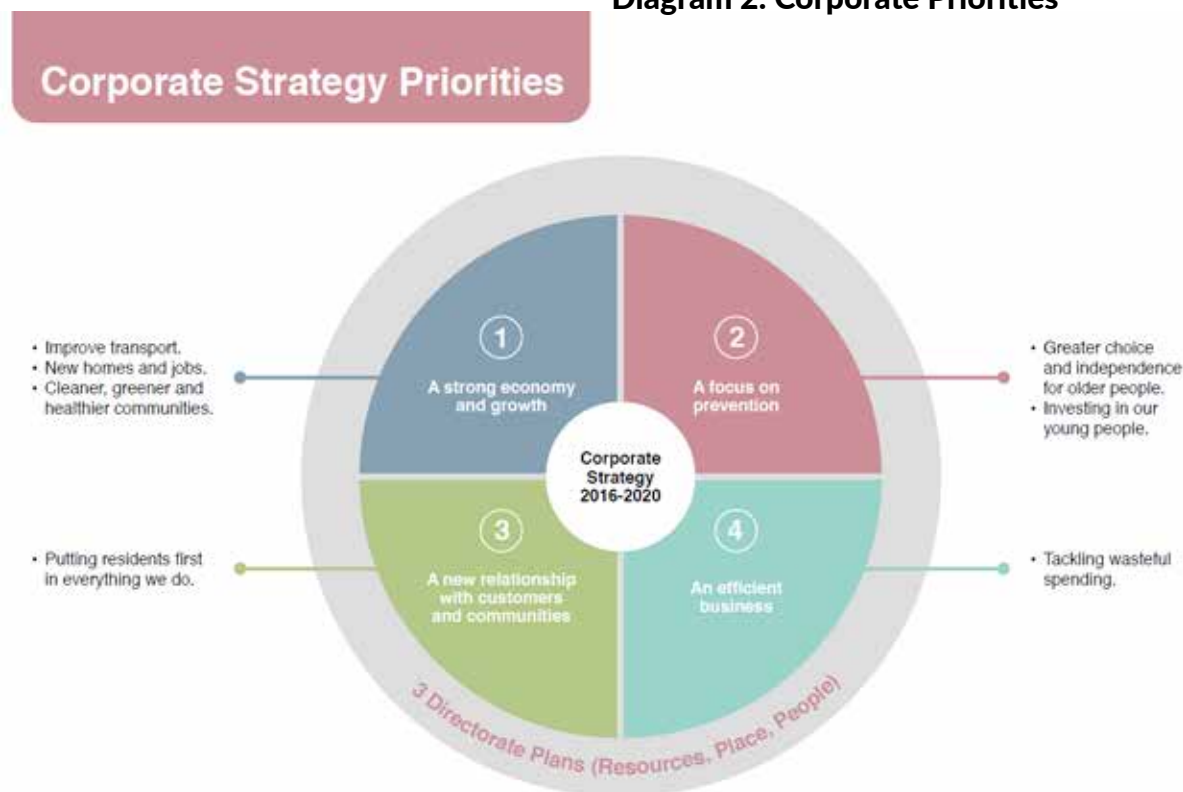 Diagram 2: Corporate Priorities
Corporate Strategy Priorities
• Improve transport.
• New homes and jobs.
• Cleaner, greener and
healthier communities.
1
A strong economy
and growth
2
A focus on
prevention
• Greater choice
and independence
for older people.
• Investing in our
young people.
Corporate
Strategy
2016-2020
• Putting residents first
in everything we do.
3
A new relationship
with customers
and communities
4
An efficient
business
• Tackling wasteful
spending.
3 Directorate Plans (Resources, Place, People)